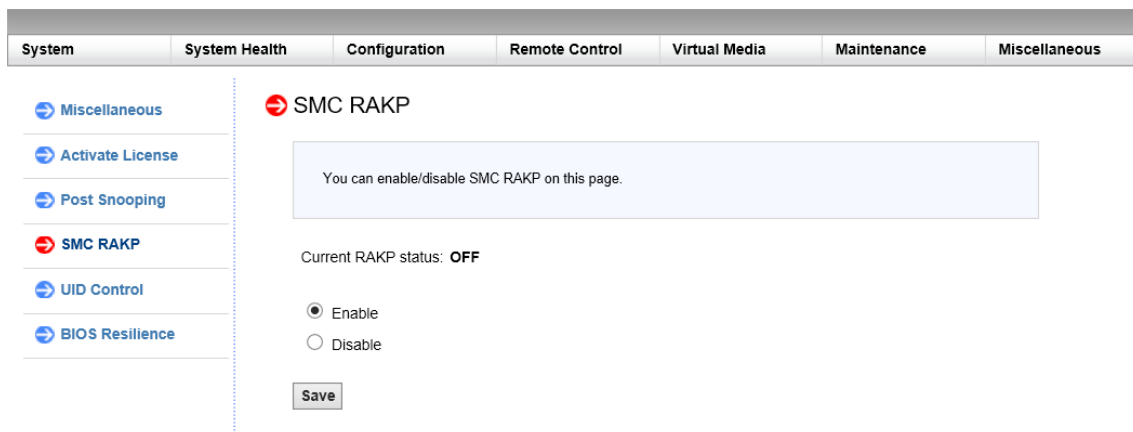 System System Health Configuration Remote Control Virtual Media Maintenance Miscellaneous
Miscellaneous
Activate License
Post Snooping
SMC RAKP
UID Control
BIOS Resilience
SMC RAKP
You can enable/disable SMC RAKP on this page.
Current RAKP status: OFF
Enable
Disable
Save